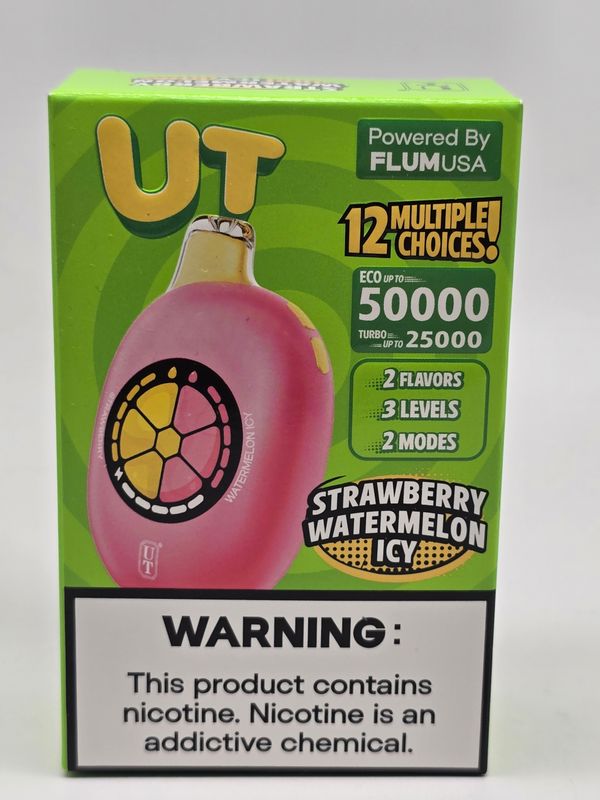 UT
Powered By
FLUMUSA
12 MULTIPLE
CHOICES!
ECO UP TO
50000
TURBO
UP TO 25000
2 FLAVORS
3 LEVELS
2 MODES
WATERMELON ICY
STRAWBERRY
WATERMELON
ICY
UT
WARNING:
This product contains
nicotine. Nicotine is an
addictive chemical.